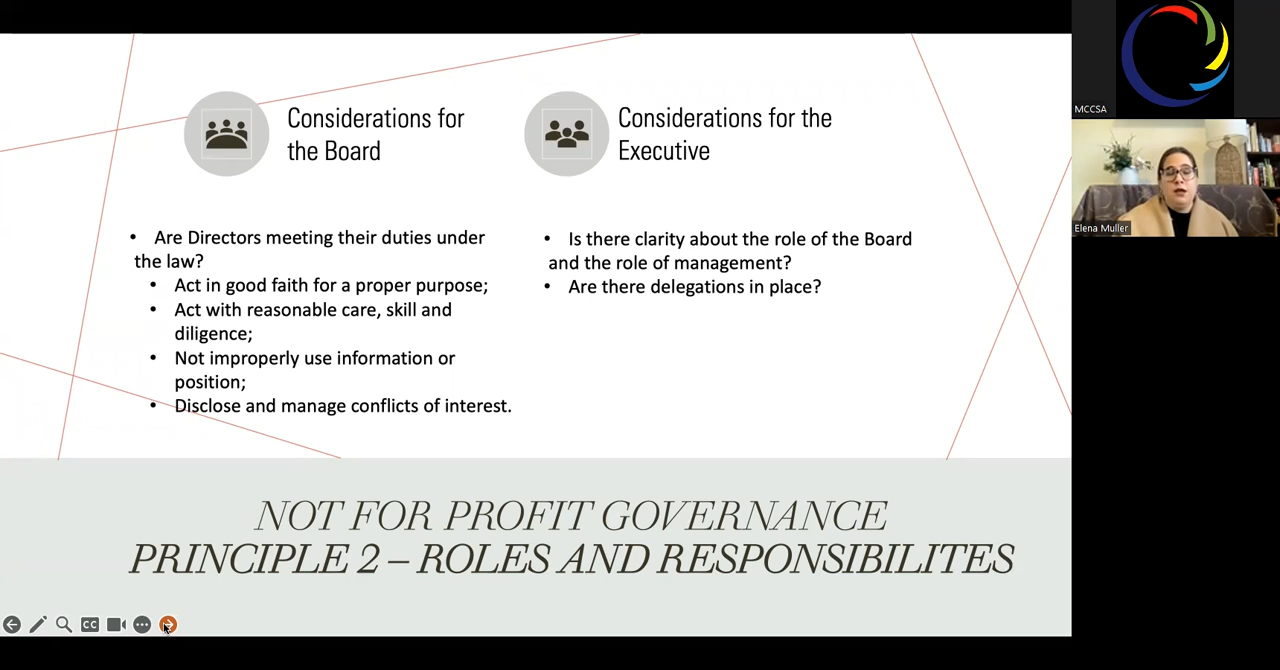 Considerations for
the Board
Considerations for the
Executive
• Are Directors meeting their duties under
the law?
• Act in good faith for a proper purpose;
• Act with reasonable care, skill and
diligence;
• Not improperly use information or
position;
• Disclose and manage conflicts of interest.
• Is there clarity about the role of the Board
and the role of management?
• Are there delegations in place?
NOT FOR PROFIT GOVERNANCE
PRINCIPLE 2 – ROLES AND RESPONSIBILITES
CC
MCCSA
Elena Muller